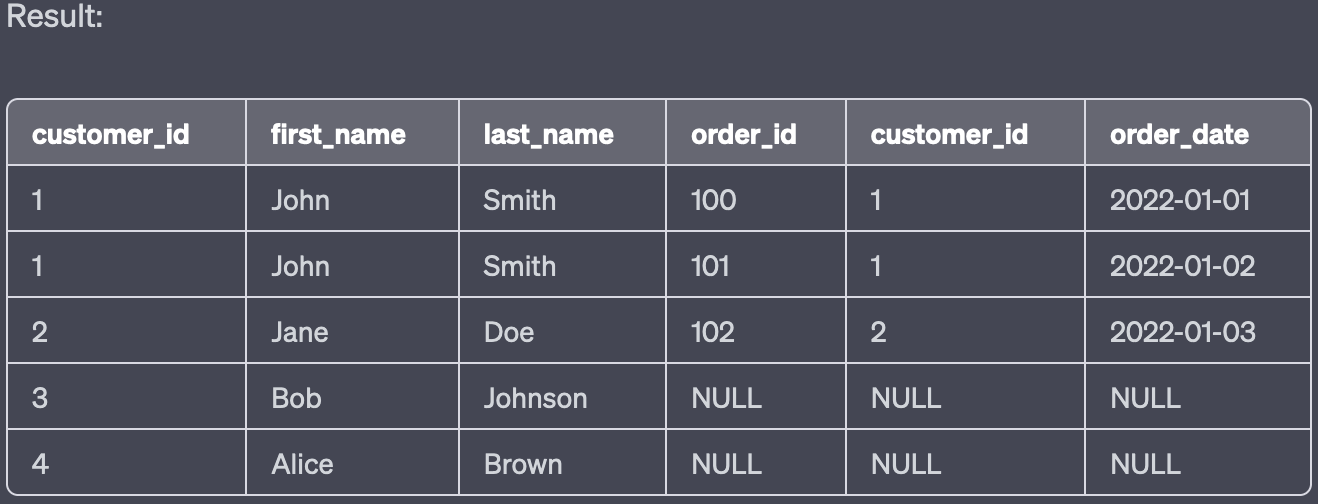 Result:
customer_id first_name last_name order_id customer_id order_date
1 John Smith 100 1 2022-01-01
1 John Smith 101 1 2022-01-02
2 Jane Doe 102 2 2022-01-03
3 Bob Johnson NULL NULL NULL
4 Alice Brown NULL NULL NULL